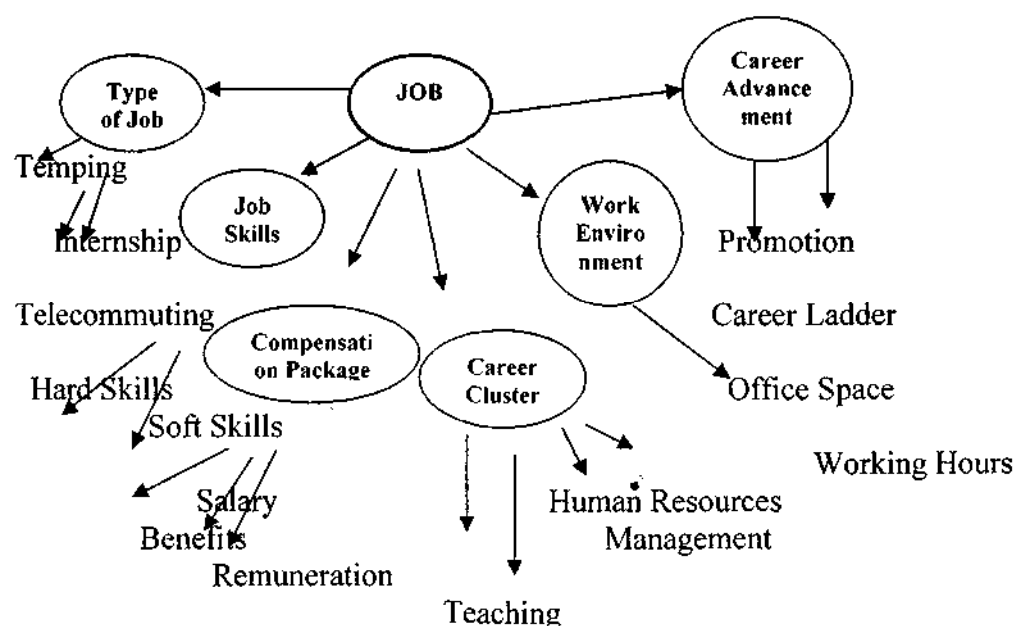 Type
of Job
JOB
Career
Advance
ment
Temping
Job
Skills
Work
Enviro
nment
Internship
Promotion
Telecommuting
Career Ladder
Compensati
on Package
Career
Cluster
Hard Skills
Office Space
Soft Skills
Working Hours
Salary
Human Resources
Benefits
Management
Remuneration
Teaching